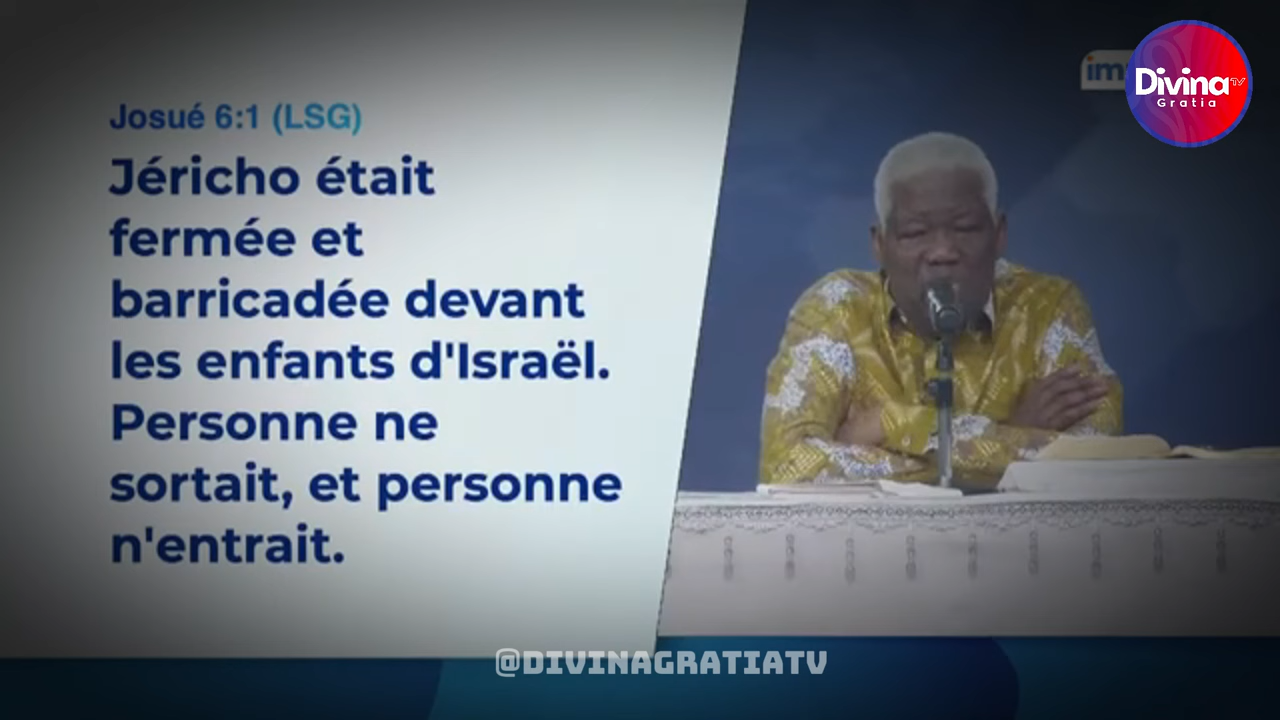 Josué 6:1 (LSG)
Jéricho était
fermée et
barricadée devant
les enfants d'Israël.
Personne ne
sortait, et personne
n'entrait.
Divina TV
Gratia
@DIVINAGRATIATV